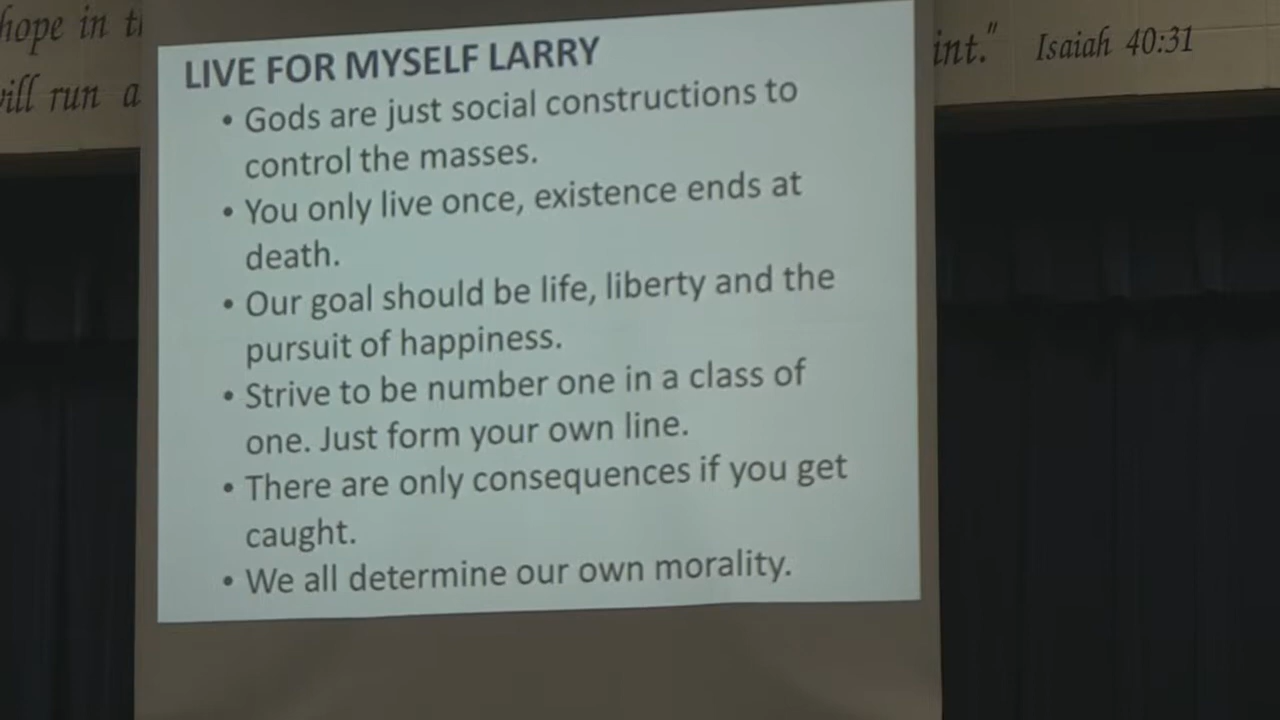 hope in
int." Isaiah 40:31
will run a
LIVE FOR MYSELF LARRY
• Gods are just social constructions to
control the masses.
• You only live once, existence ends at
death.
• Our goal should be life, liberty and the
pursuit of happiness.
• Strive to be number one in a class of
one. Just form your own line.
• There are only consequences if you get
caught.
• We all determine our own morality.